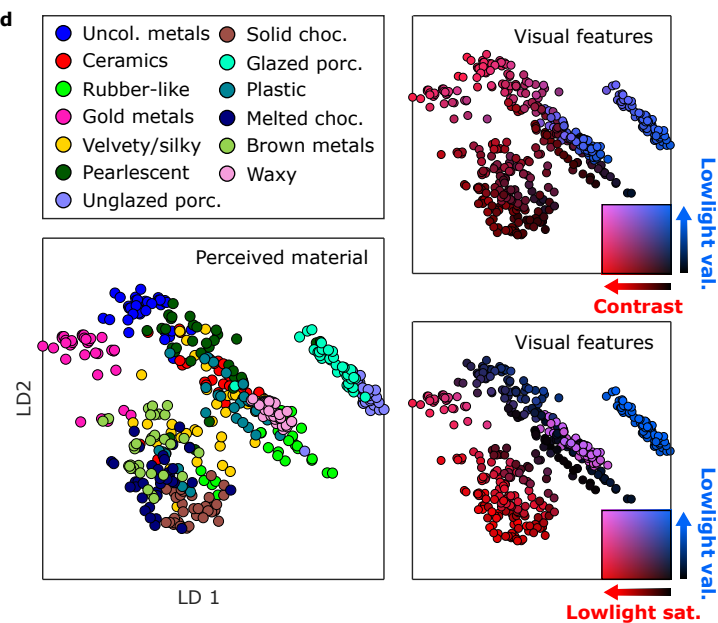 d
Uncol. metals
Ceramics
Rubber-like
Gold metals
Velvety/silky
Pearlescent
Unglazed porc.
Solid choc.
Glazed porc.
Plastic
Melted choc.
Brown metals
Waxy
Perceived material
LD2
LD 1
Visual features
Lowlight val.
Contrast
Visual features
Lowlight val.
Lowlight sat.